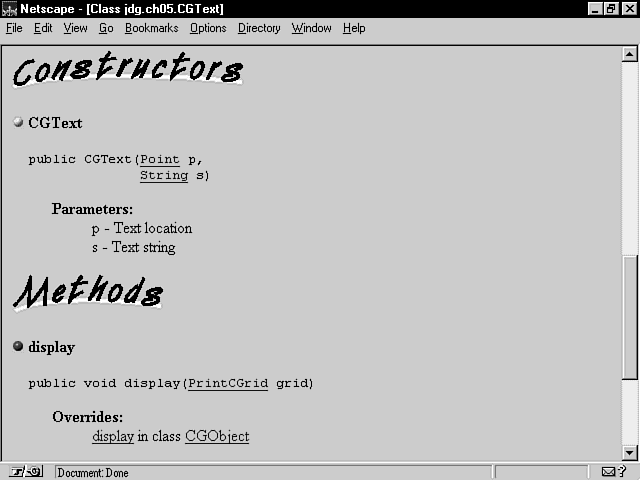 Netscape - [Class jdg.ch05.CGText]
File Edit View Go Bookmarks Options Directory Window Help
Constructors
CGText
public CGText(Point p,
String s)
Parameters:
p - Text location
s - Text string
Methods
display
public void display(PrintCGrid grid)
Overrides:
display in class CGObject
Document: Done
?